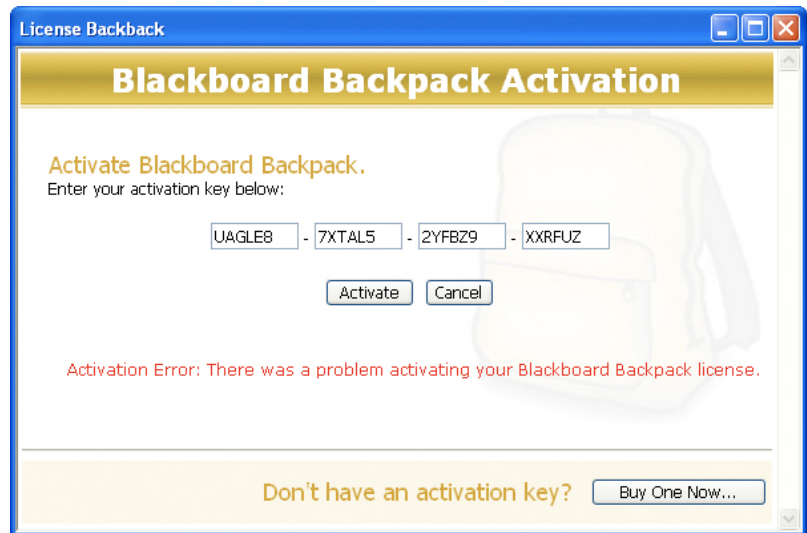 License Backback
Blackboard Backpack Activation
Activate Blackboard Backpack.
Enter your activation key below:
UAGLE8 - 7XTAL5 - 2YFBZ9 - XXRFUZ
Activate Cancel
Activation Error: There was a problem activating your Blackboard Backpack license.
Don't have an activation key? Buy One Now...